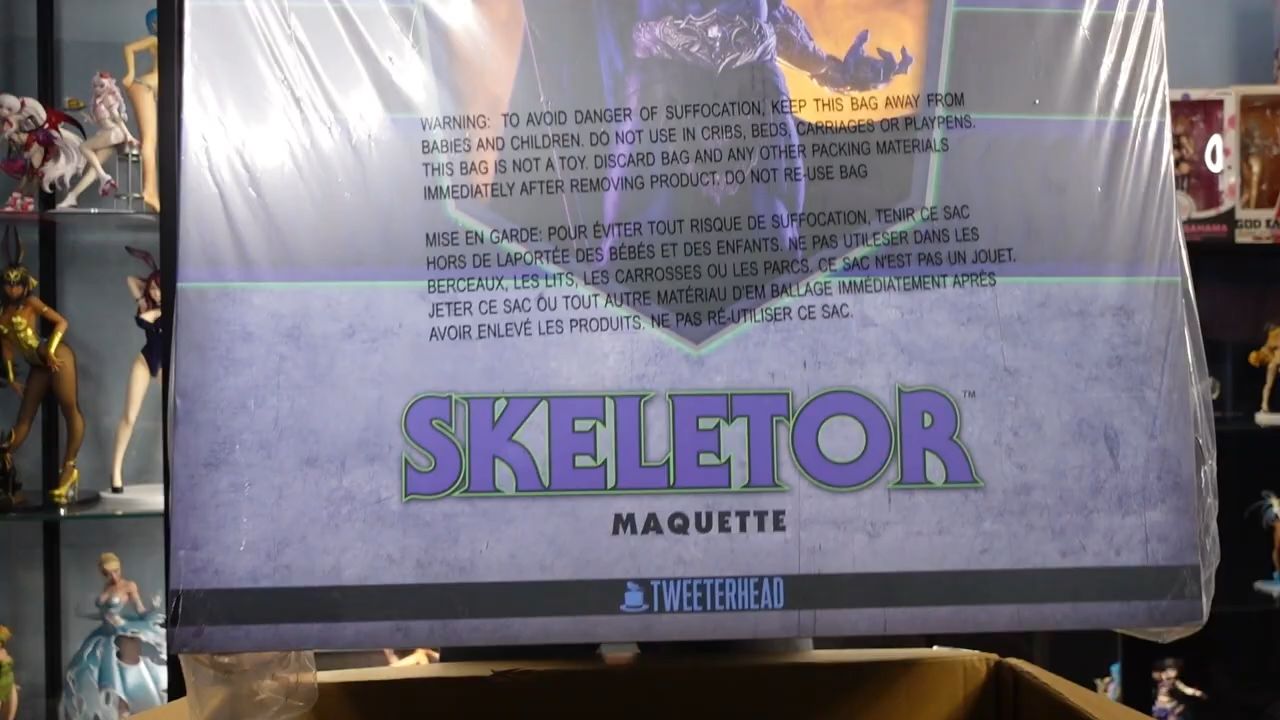 WARNING: TO AVOID DANGER OF SUFFOCATION, KEEP THIS BAG AWAY FROM
BABIES AND CHILDREN. DO NOT USE IN CRIBS, BEDS, CARRIAGES OR PLAYPENS.
THIS BAG IS NOT A TOY. DISCARD BAG AND ANY OTHER PACKING MATERIALS
IMMEDIATELY AFTER REMOVING PRODUCT, DO NOT RE-USE BAG
MISE EN GARDE: POUR ÉVITER TOUT RISQUE DE SUFFOCATION, TENIR CE SAC
HORS DE LAPORTÉE DES BÉBÉS ET DES ENFANTS. NE PAS UTILESER DANS LES
BERCEAUX, LES LITS, LES CARROSSES OU LES PARCS. CE SAC N'EST PAS UN JOUET.
JETER CE SAC OÛ TOUT AUTRE MATÉRIAU D'EM BALLAGE IMMÉDIATEMENT APRÉS
AVOIR ENLEVÉ LES PRODUITS. NE PAS RÉ-UTILISER CE SAC.
SKELETOR™
MAQUETTE
TWEETERHEAD